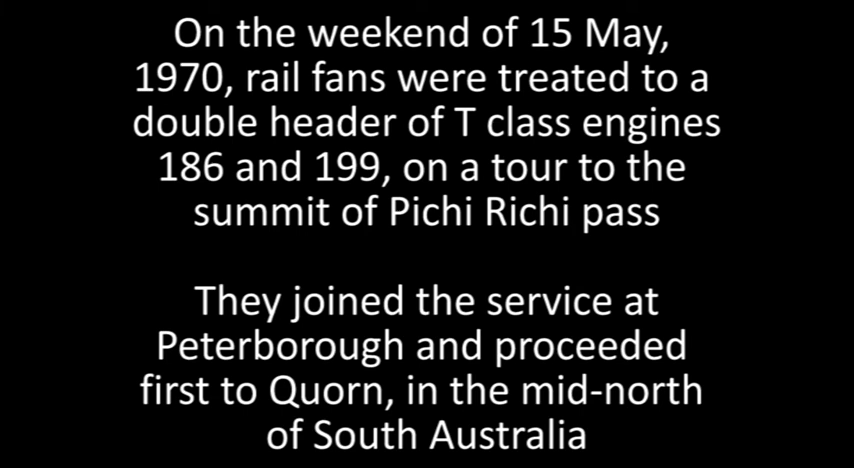 On the weekend of 15 May,
1970, rail fans were treated to a
double header of T class engines
186 and 199, on a tour to the
summit of Pichi Richi pass
They joined the service at
Peterborough and proceeded
first to Quorn, in the mid-north
of South Australia